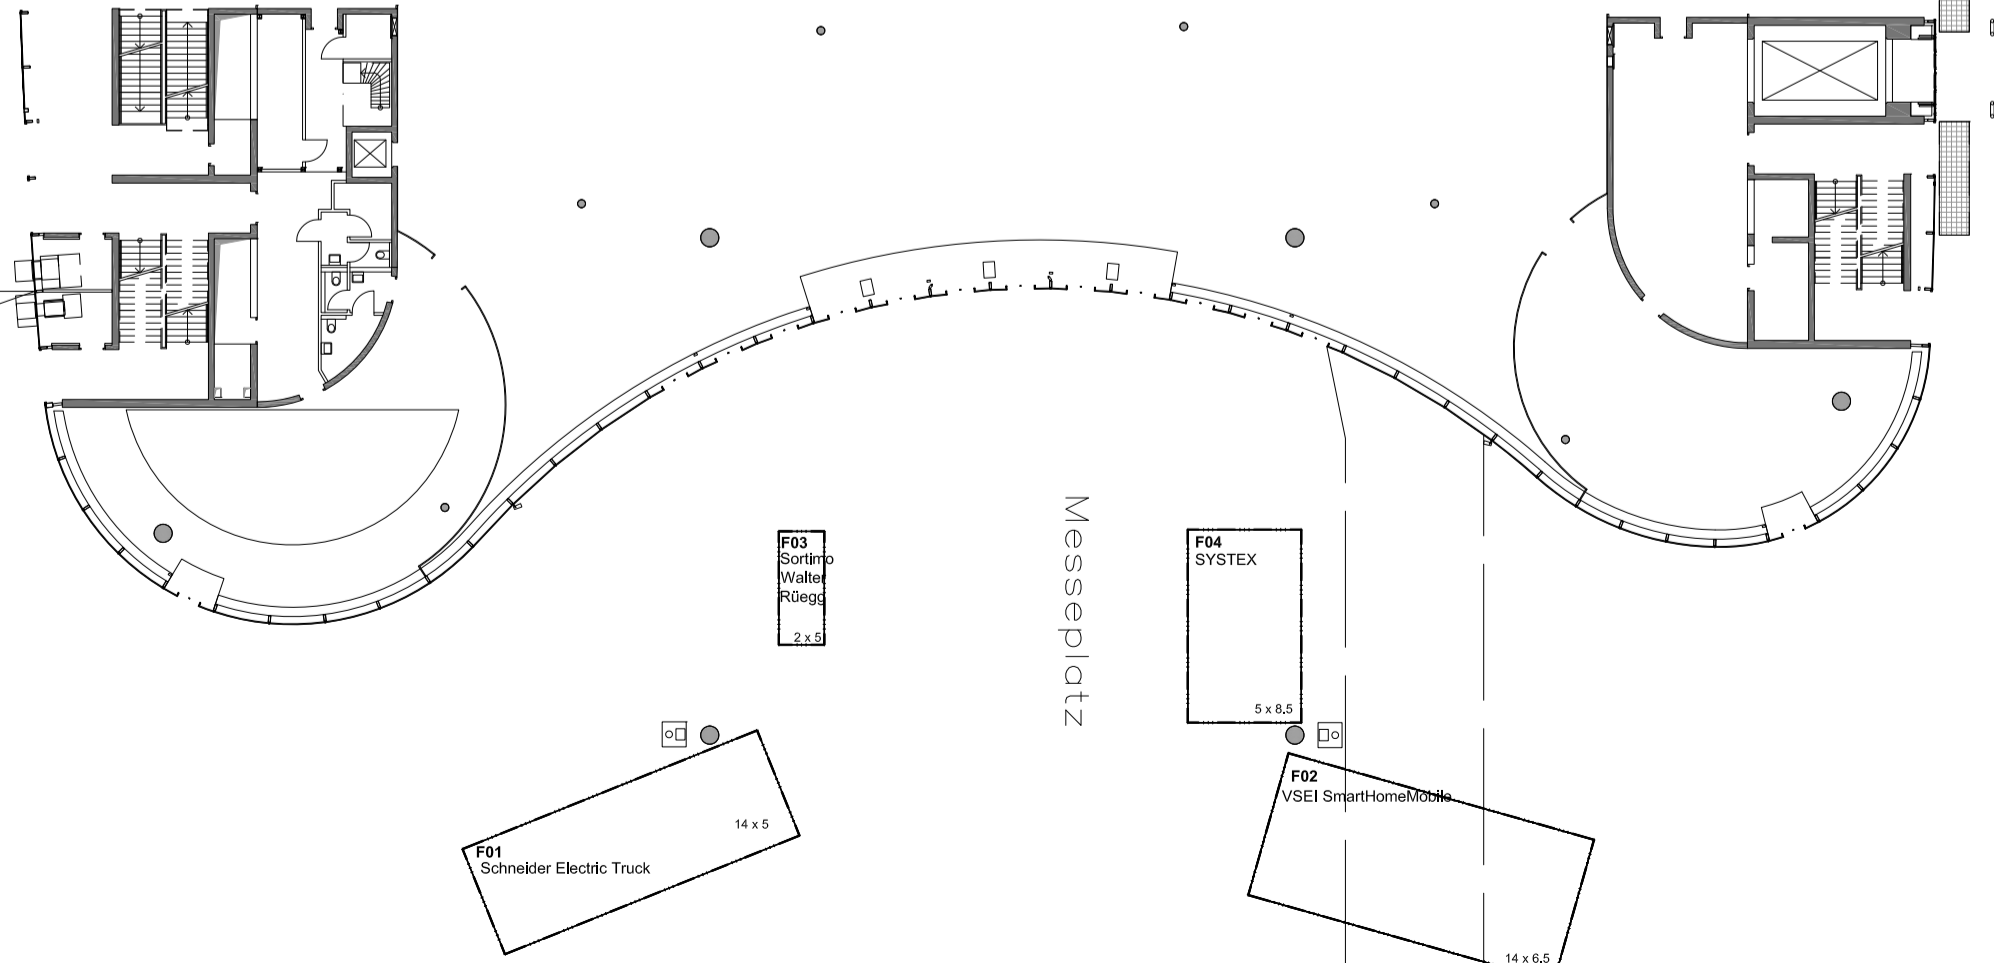 F03
Sortimo
Walter
Rüegg
2 x 5
Messeplatz
F04
SYSTEX
5 x 8.5
F01
Schneider Electric Truck
14 x 5
F02
VSEI SmartHomeMobile
14 x 6.5